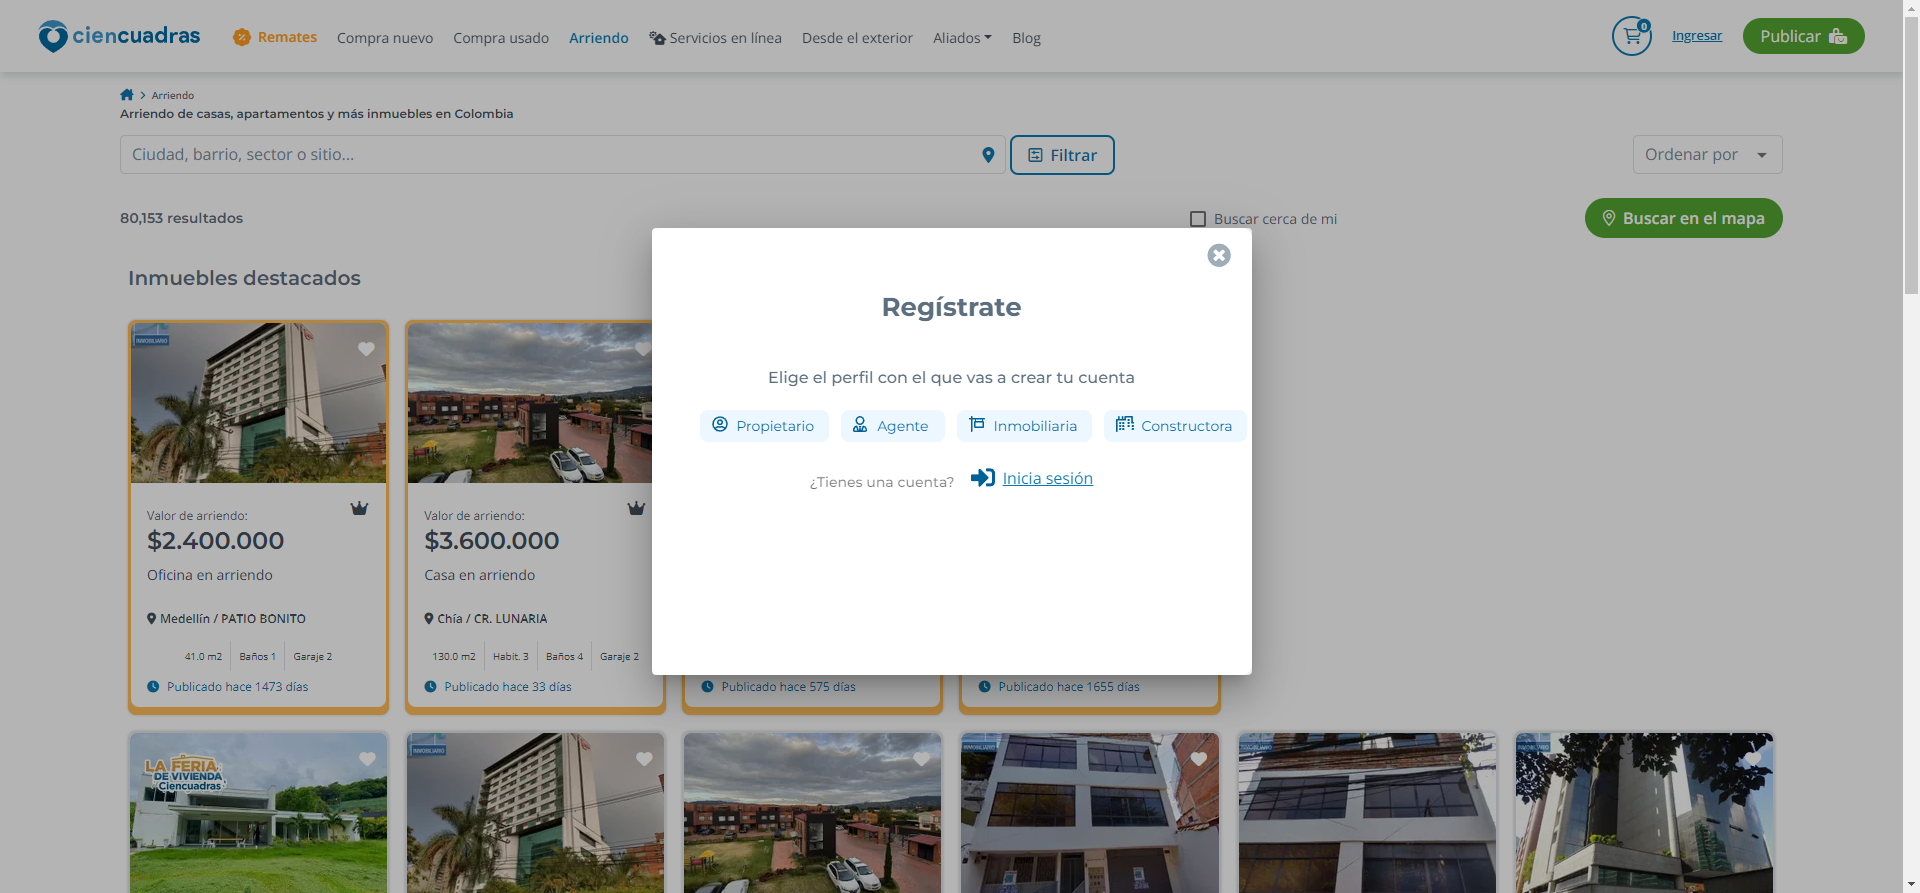 ciencuadras
Remates
Compra nuevo
Compra usado
Arriendo
Servicios en línea
Desde el exterior
Aliados
Blog
0
Ingresar
Publicar
Arriendo
Arriendo de casas, apartamentos y más inmuebles en Colombia
Ciudad, barrio, sector o sitio...
Filtrar
Ordenar por
80,153 resultados
Buscar cerca de mi
Buscar en el mapa
Inmuebles destacados
Regístrate
Elige el perfil con el que vas a crear tu cuenta
Propietario
Agente
Inmobiliaria
Constructora
¿Tienes una cuenta?
Inicia sesión
INMOBILIARIO
Valor de arriendo:
$2.400.000
Oficina en arriendo
Medellín / PATIO BONITO
41.0 m2
Baños 1
Garaje 2
Publicado hace 1473 días
Valor de arriendo:
$3.600.000
Casa en arriendo
Chía / CR. LUNARIA
130.0 m2
Habit. 3
Baños 4
Garaje 2
Publicado hace 33 días
Publicado hace 575 días
Publicado hace 1655 días
LA FERIA
DE VIVIENDA
Ciencuadras
INMOBILIARIO
INMOBILIARIO
INMOBILIARIO
INMOBILIARIO